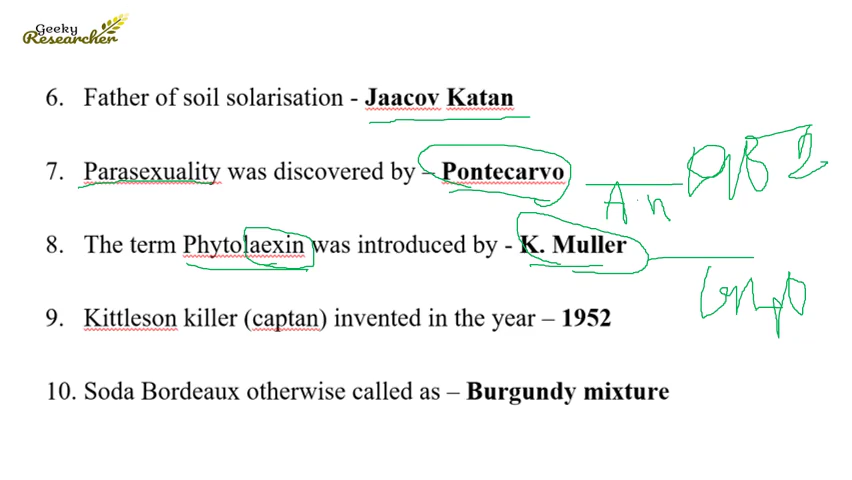 Geeky
Researcher
6. Father of soil solarisation - Jaacov Katan
7. Parasexuality was discovered by – Pontecarvo
1952
A.n
8. The term Phytolaexin was introduced by - K. Muller
9. Kittleson killer (captan) invented in the year – 1952
10. Soda Bordeaux otherwise called as – Burgundy mixture